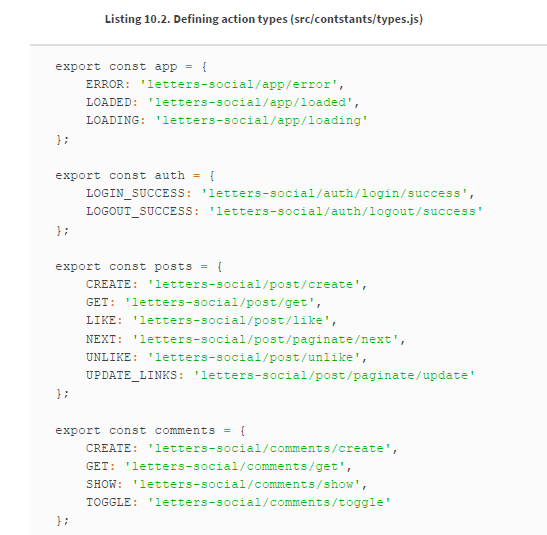 Listing 10.2. Defining action types (src/contstants/types.js)
export const app = {
    ERROR: 'letters-social/app/error',
    LOADED: 'letters-social/app/loaded',
    LOADING: 'letters-social/app/loading'
};
export const auth = {
    LOGIN_SUCCESS: 'letters-social/auth/login/success',
    LOGOUT_SUCCESS: 'letters-social/auth/logout/success'
};
export const posts = {
    CREATE: 'letters-social/post/create',
    GET: 'letters-social/post/get',
    LIKE: 'letters-social/post/like',
    NEXT: 'letters-social/post/paginate/next',
    UNLIKE: 'letters-social/post/unlike',
    UPDATE_LINKS: 'letters-social/post/paginate/update'
};
export const comments = {
    CREATE: 'letters-social/comments/create',
    GET: 'letters-social/comments/get',
    SHOW: 'letters-social/comments/show',
    TOGGLE: 'letters-social/comments/toggle'
};